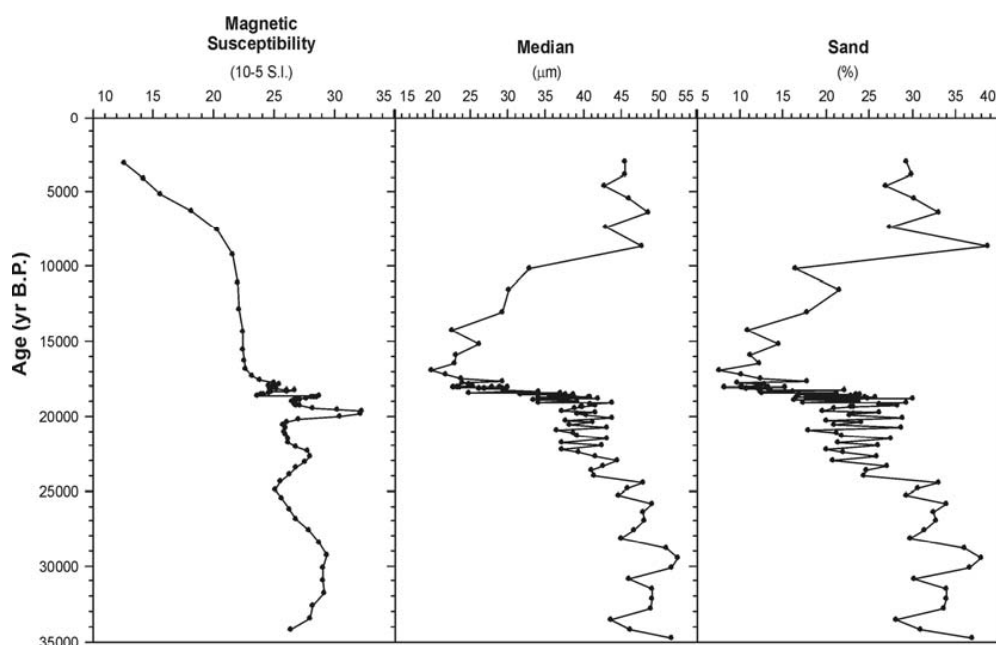 Magnetic
Susceptibility
(10-5 S.I.)
Median
(μm)
Sand
(%)
10 15 20 25 30 35
15 20 25 30 35 40 45 50 55
5 10 15 20 25 30 35 40
Age (yr B.P.)
0
5000
10000
15000
20000
25000
30000
35000